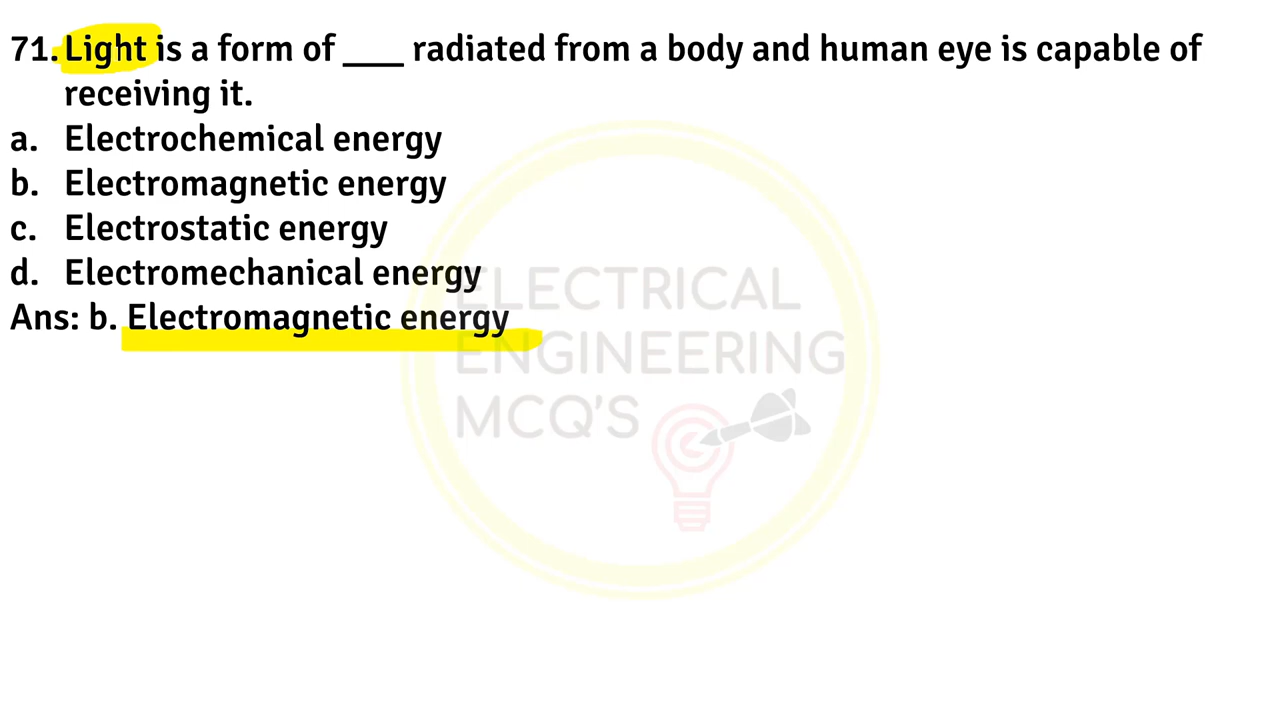 71. Light is a form of ___ radiated from a body and human eye is capable of
receiving it.
a. Electrochemical energy
b. Electromagnetic energy
c. Electrostatic energy
d. Electromechanical energy
Ans: b. Electromagnetic energy
ELECTRICAL
ENGINEERING
MCQ'S